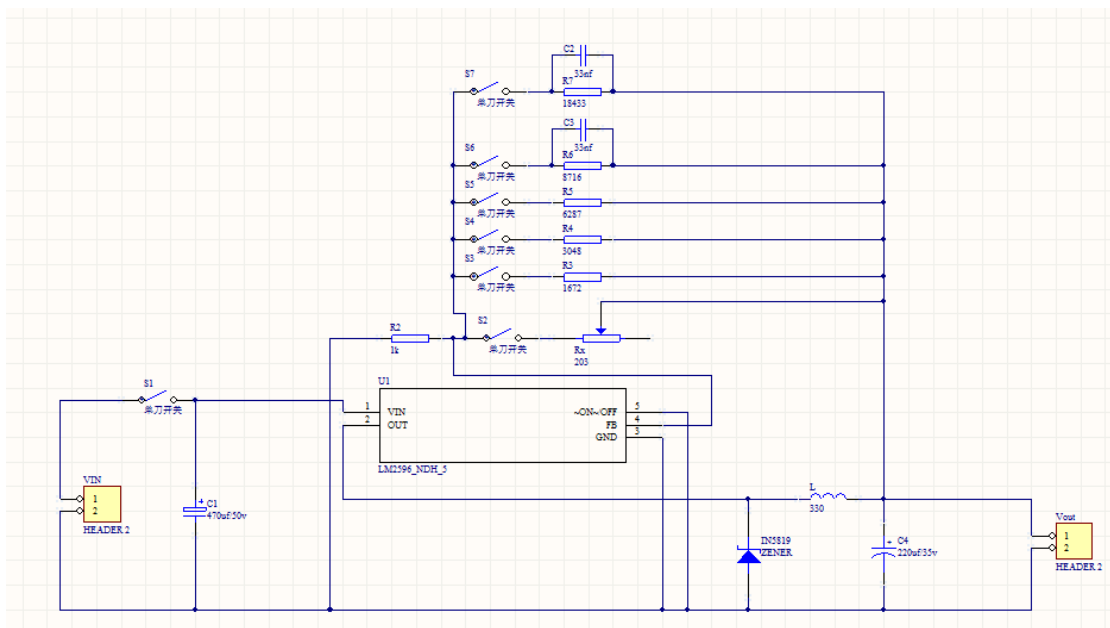 C2
33nf
S7
R7
单刀开关
18433
C3
33nf
S6
R6
单刀开关
8716
S5
R5
单刀开关
6287
S4
R4
单刀开关
3048
S3
R3
单刀开关
1672
S2
R2
1k
单刀开关
Rx
203
U1
S1
单刀开关
1
VIN
~ON~/OFF
5
2
OUT
FB
4
GND
3
LM2596_NDH_5
VIN
1
2
HEADER 2
C1
470uf/50v
L
330
IN5819
ZENER
C4
220uf/35v
Vout
1
2
HEADER 2